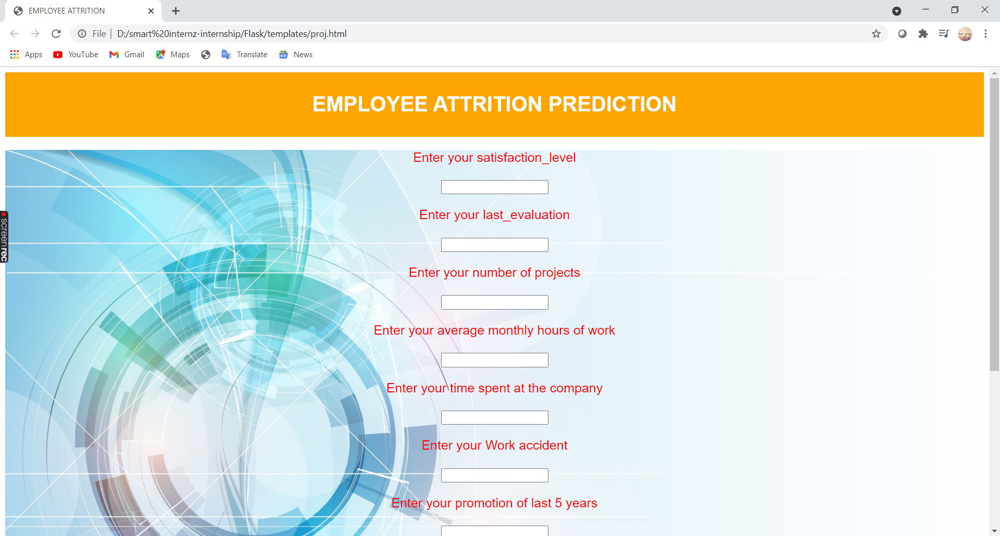 EMPLOYEE ATTRITION
File D:/smart%20internz-internship/Flask/templates/proj.html
Apps YouTube Gmail Maps Translate News
EMPLOYEE ATTRITION PREDICTION
Enter your satisfaction_level
Enter your last_evaluation
screenrec
Enter your number of projects
Enter your average monthly hours of work
Enter your time spent at the company
Enter your Work accident
Enter your promotion of last 5 years